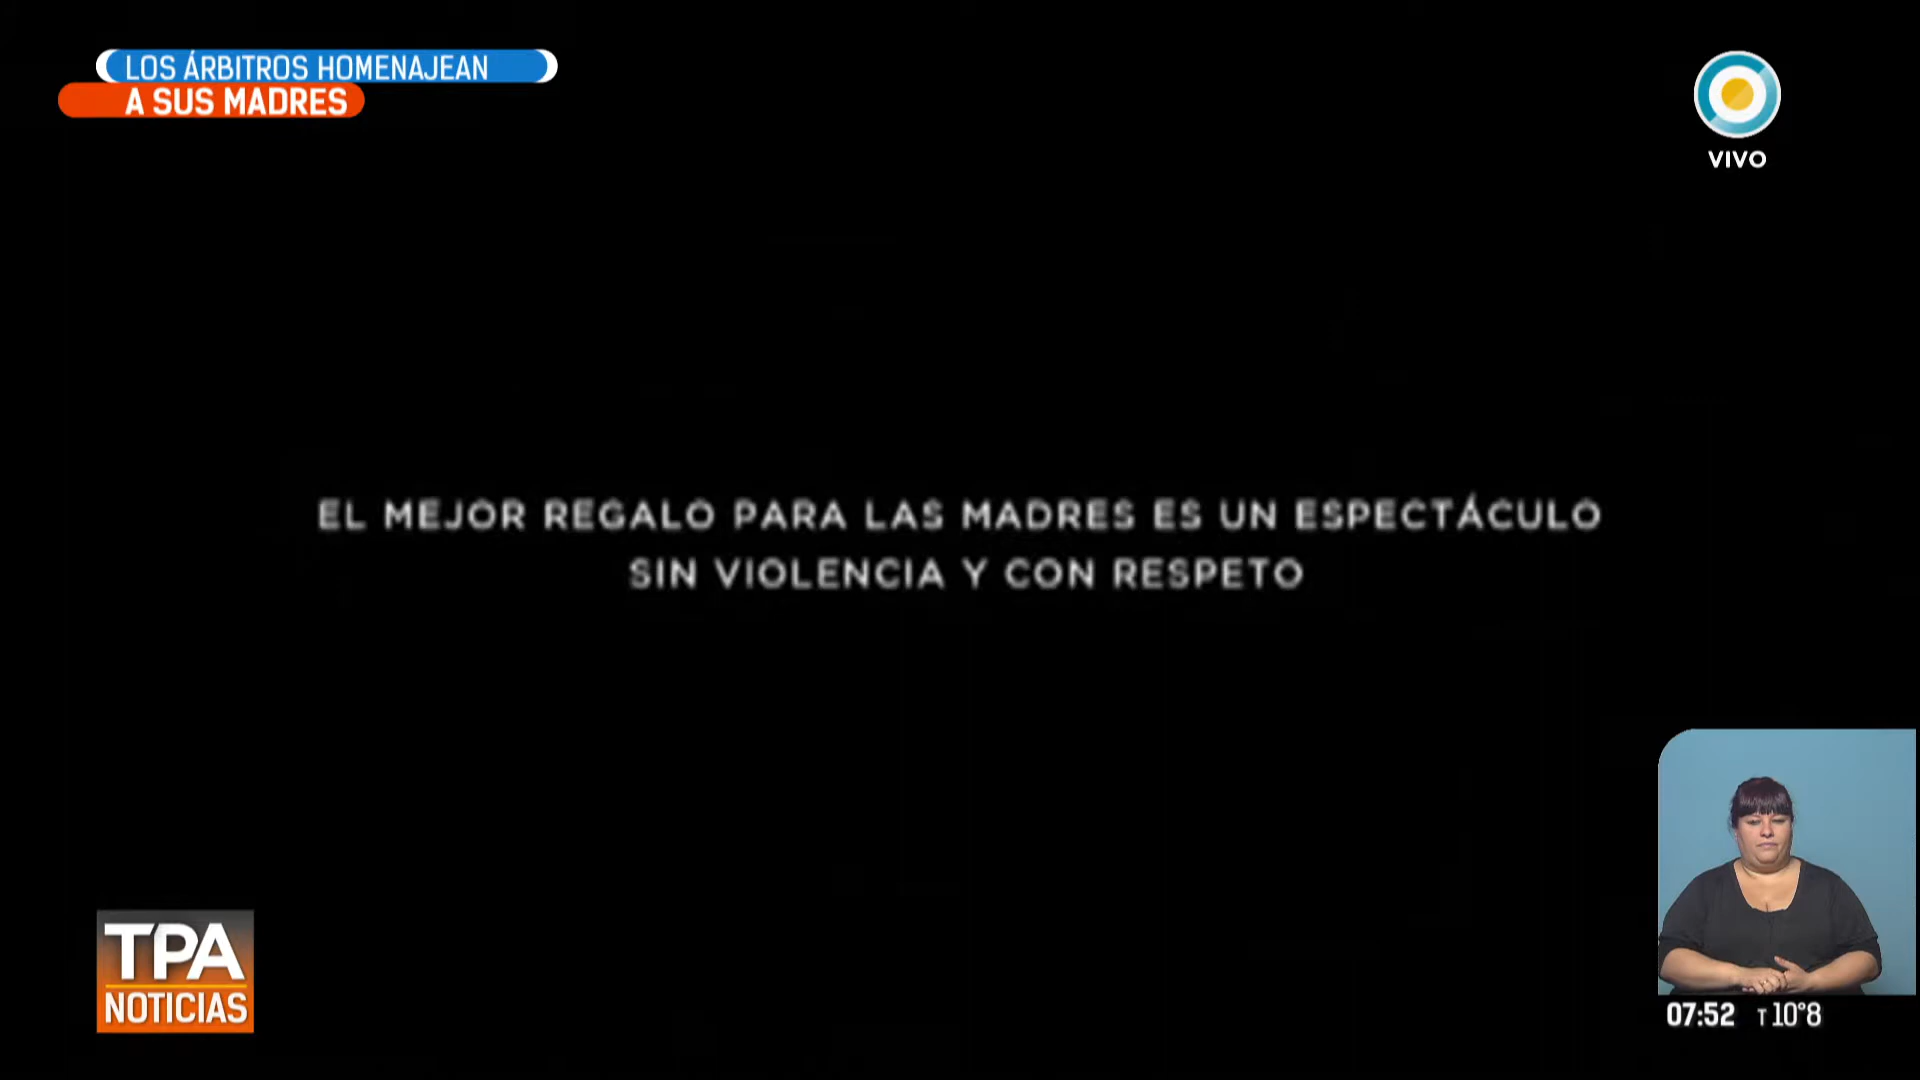 LOS ÁRBITROS HOMENAJEAN
A SUS MADRES
VIVO
EL MEJOR REGALO PARA LAS MADRES ES UN ESPECTÁCULO
SIN VIOLENCIA Y CON RESPETO
TPA
NOTICIAS
07:52 T 10°8